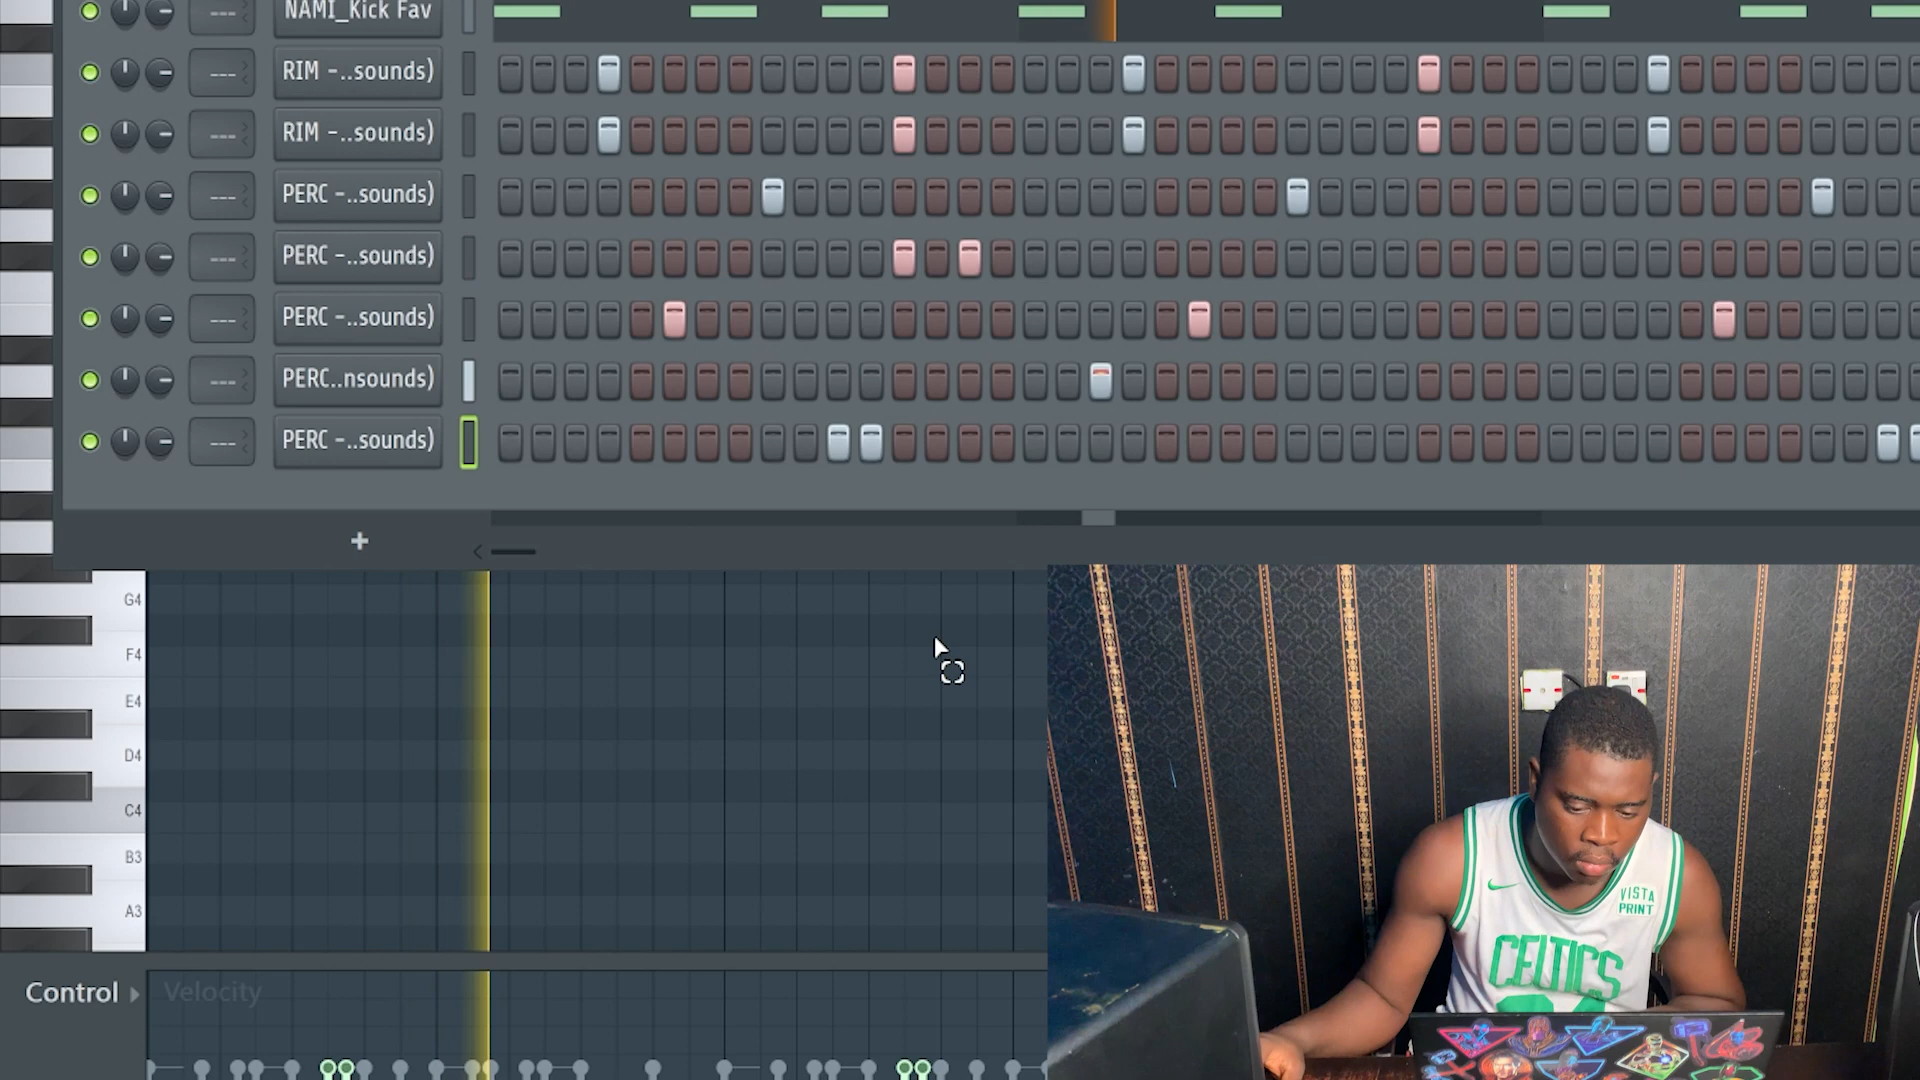 NAMI_Kick Fav
--- RIM -..sounds)
--- RIM -..sounds)
--- PERC -..sounds)
--- PERC -..sounds)
--- PERC -..sounds)
--- PERC..nsounds)
--- PERC -..sounds)
+
G4
F4
E4
D4
C4
B3
A3
Control
Velocity
VISTA
PRINT
CELTICS